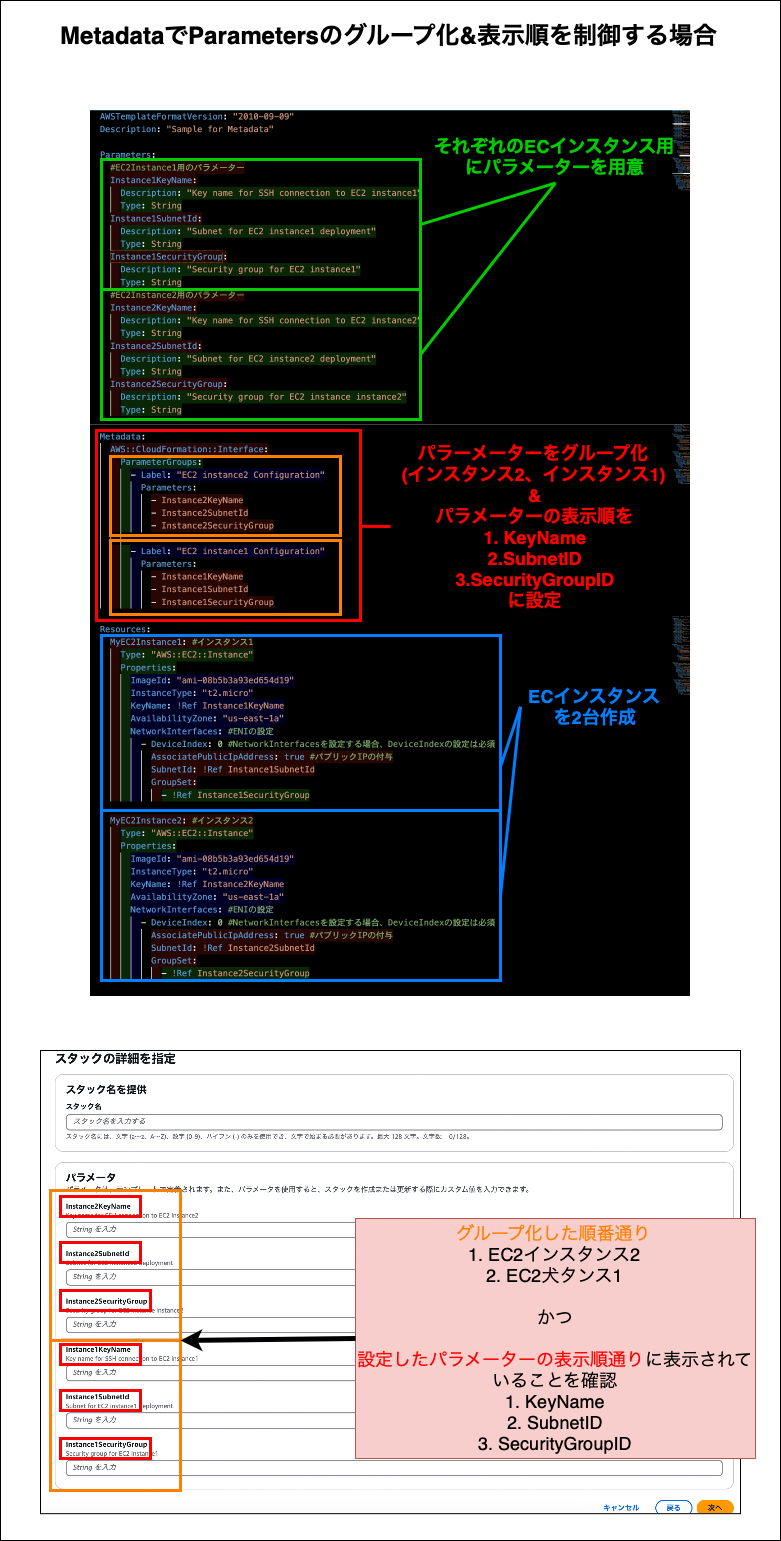 MetadataでParametersのグループ化&表示順を制御する場合
AWSTemplateFormatVersion: "2010-09-09"
Description: "Sample for Metadata"
Parameters:
#EC2Instance1用のパラメーター
Instance1KeyName:
Description: "Key name for SSH connection to EC2 instance1"
Type: String
Instance1SubnetId:
Description: "Subnet for EC2 instance1 deployment"
Type: String
Instance1SecurityGroup:
Description: "Security group for EC2 instance1"
Type: String
#EC2Instance2用のパラメーター
Instance2KeyName:
Description: "Key name for SSH connection to EC2 instance2"
Type: String
Instance2SubnetId:
Description: "Subnet for EC2 instance2 deployment"
Type: String
Instance2SecurityGroup:
Description: "Security group for EC2 instance instance2"
Type: String
それぞれのECインスタンス用
にパラメーターを用意
Metadata:
AWS::CloudFormation::Interface:
ParameterGroups:
- Label: "EC2 instance2 Configuration"
Parameters:
- Instance2KeyName
- Instance2SubnetId
- Instance2SecurityGroup
- Label: "EC2 instance1 Configuration"
Parameters:
- Instance1KeyName
- Instance1SubnetId
- Instance1SecurityGroup
パラーメーターをグループ化
(インスタンス2、インスタンス1)
&
パラメーターの表示順を
1. KeyName
2.SubnetID
3.SecurityGroupID
に設定
Resources:
MyEC2Instance1: #インスタンス1
Type: "AWS::EC2::Instance"
Properties:
ImageId: "ami-08b5b3a93ed654d19"
InstanceType: "t2.micro"
KeyName: !Ref Instance1KeyName
AvailabilityZone: "us-east-1a"
NetworkInterfaces: #ENIの設定
- DeviceIndex: 0 #NetworkInterfacesを設定する場合、DeviceIndexの設定は必須
AssociatePublicIpAddress: true #パブリックIPの付与
SubnetId: !Ref Instance1SubnetId
GroupSet:
- !Ref Instance1SecurityGroup
MyEC2Instance2: #インスタンス2
Type: "AWS::EC2::Instance"
Properties:
ImageId: "ami-08b5b3a93ed654d19"
InstanceType: "t2.micro"
KeyName: !Ref Instance2KeyName
AvailabilityZone: "us-east-1a"
NetworkInterfaces: #ENIの設定
- DeviceIndex: 0 #NetworkInterfacesを設定する場合、DeviceIndexの設定は必須
AssociatePublicIpAddress: true #パブリックIPの付与
SubnetId: !Ref Instance2SubnetId
GroupSet:
- !Ref Instance2SecurityGroup
ECインスタンス
を2台作成
スタックの詳細を指定
スタック名を提供
スタック名
スタック名を入力する
スタック名には、文字 (a~z、A~Z)、数字 (0-9)、ハイフン (-) のみを使用でき、文字で始まる必要があります。最大 128 文字。文字数: 0/128。
パラメータ
されます。また、パラメータを使用すると、スタックを作成または更新する際にカスタム値を入力できます。
Instance2KeyName
Key name for SSH connection to EC2 instance2
String を入力
Instance2SubnetId
Subnet for EC2 instance2 deployment
String を入力
Instance2SecurityGroup
Security group for EC2 instance instance2
String を入力
Instance1KeyName
Key name for SSH connection to EC2 instance1
String を入力
Instance1SubnetId
Subnet for EC2 instance1 deployment
String を入力
Instance1SecurityGroup
Security group for EC2 instance1
String を入力
グループ化した順番通り
1. EC2インスタンス2
2. EC2犬タンス1
かつ
設定したパラメーターの表示順通りに表示されて
いることを確認
1. KeyName
2. SubnetID
3. SecurityGroupID
キャンセル
戻る
次へ